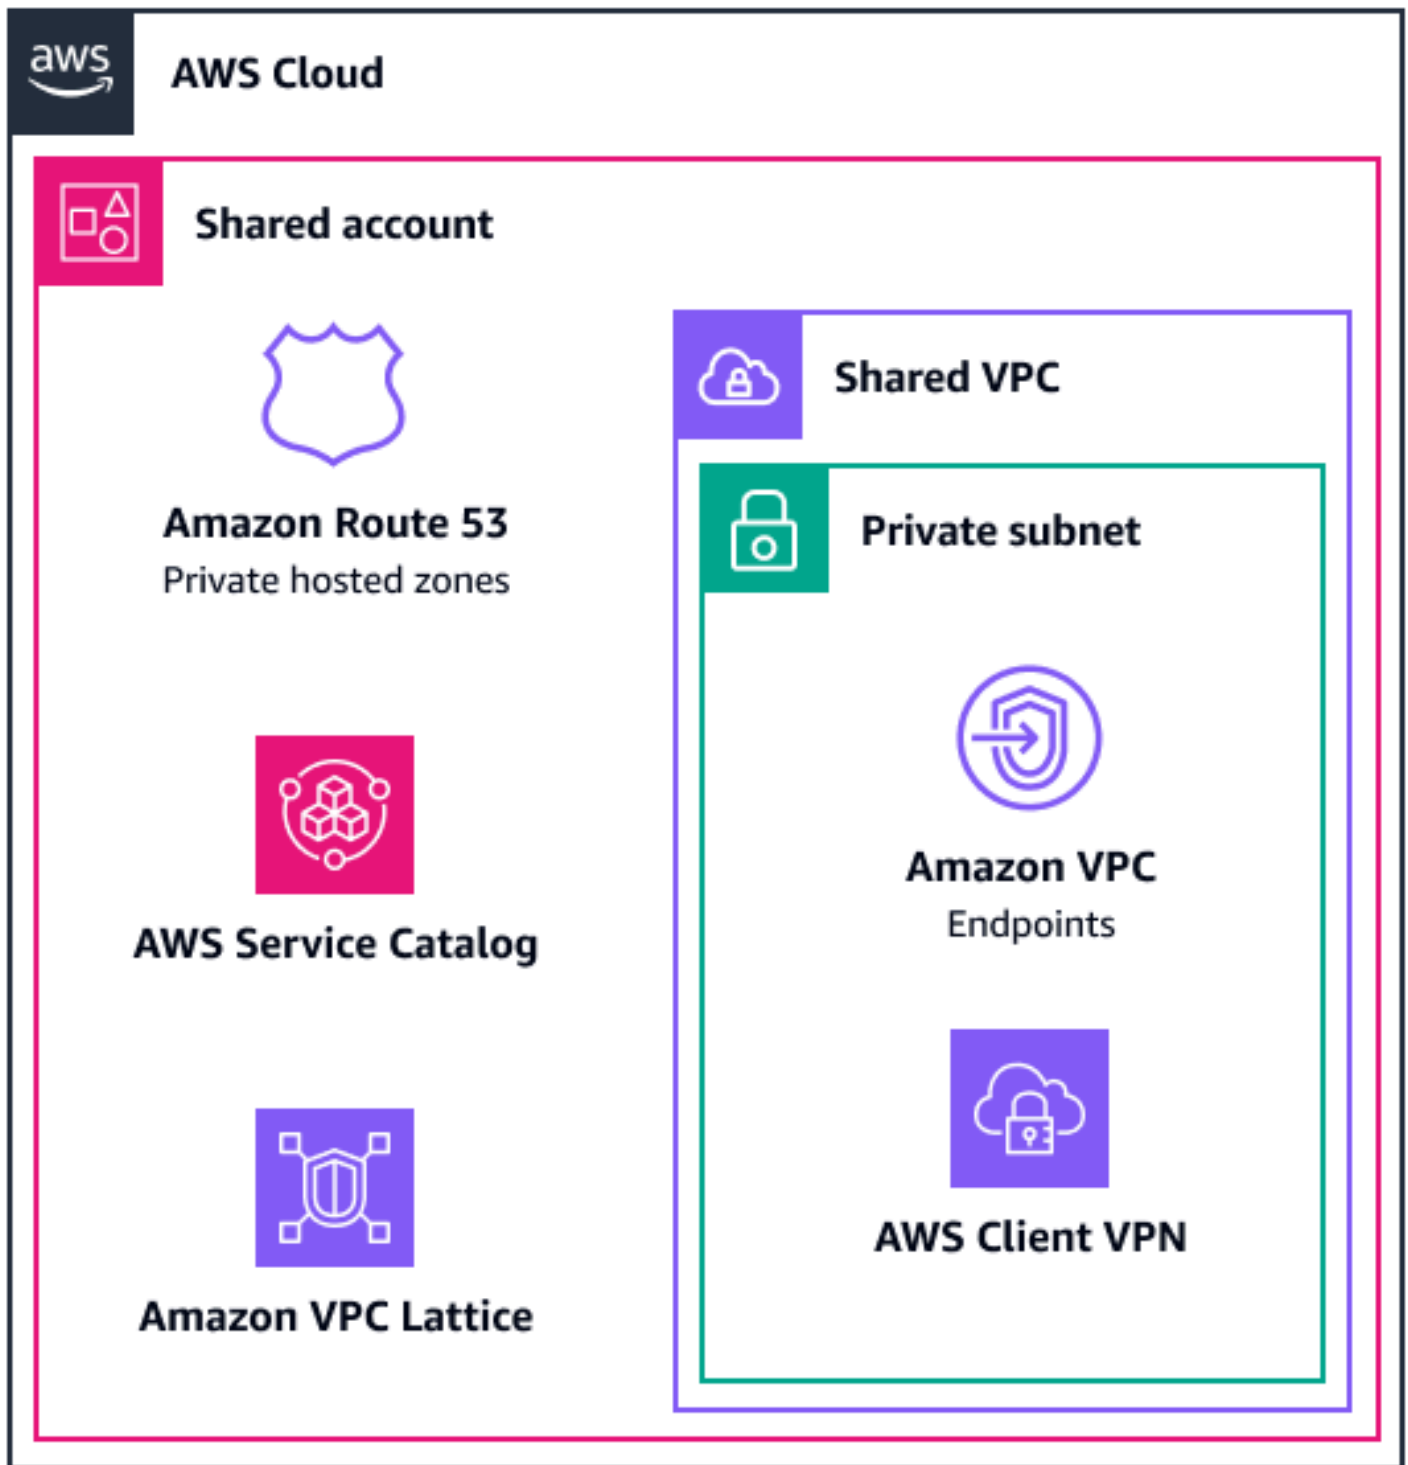 aws
AWS Cloud
Shared account
Amazon Route 53
Private hosted zones
AWS Service Catalog
Amazon VPC Lattice
Shared VPC
Private subnet
Amazon VPC
Endpoints
AWS Client VPN